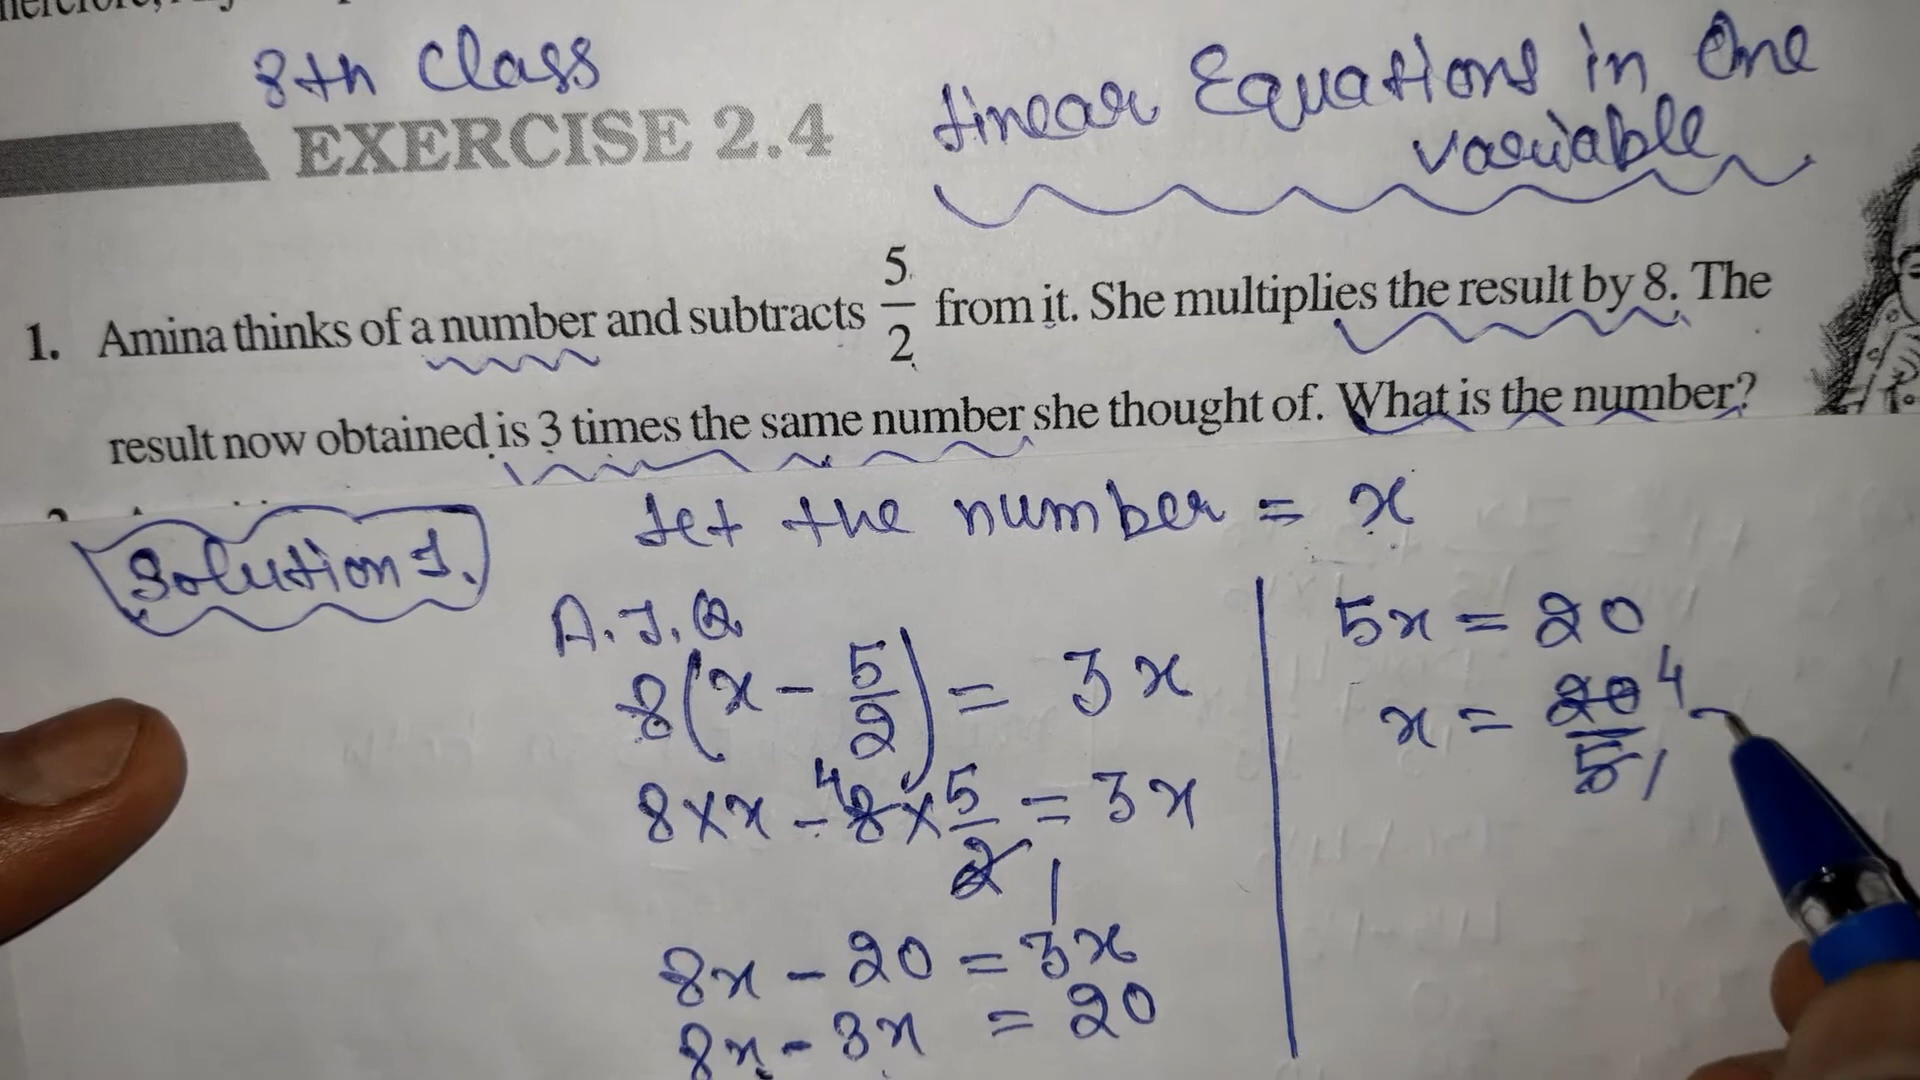 8th Class
Linear Equations in One
variable
EXERCISE 2.4
1. Amina thinks of a number and subtracts 5/2 from it. She multiplies the result by 8. The
result now obtained is 3 times the same number she thought of. What is the number?
Solution 1.
Let the number = x
A.T.Q
8(x - 5/2) = 3x
8×x - 8×5/2 = 3x
4
1
8x - 20 = 3x
8x - 3x = 20
5x = 20
x = 20/5
4
1